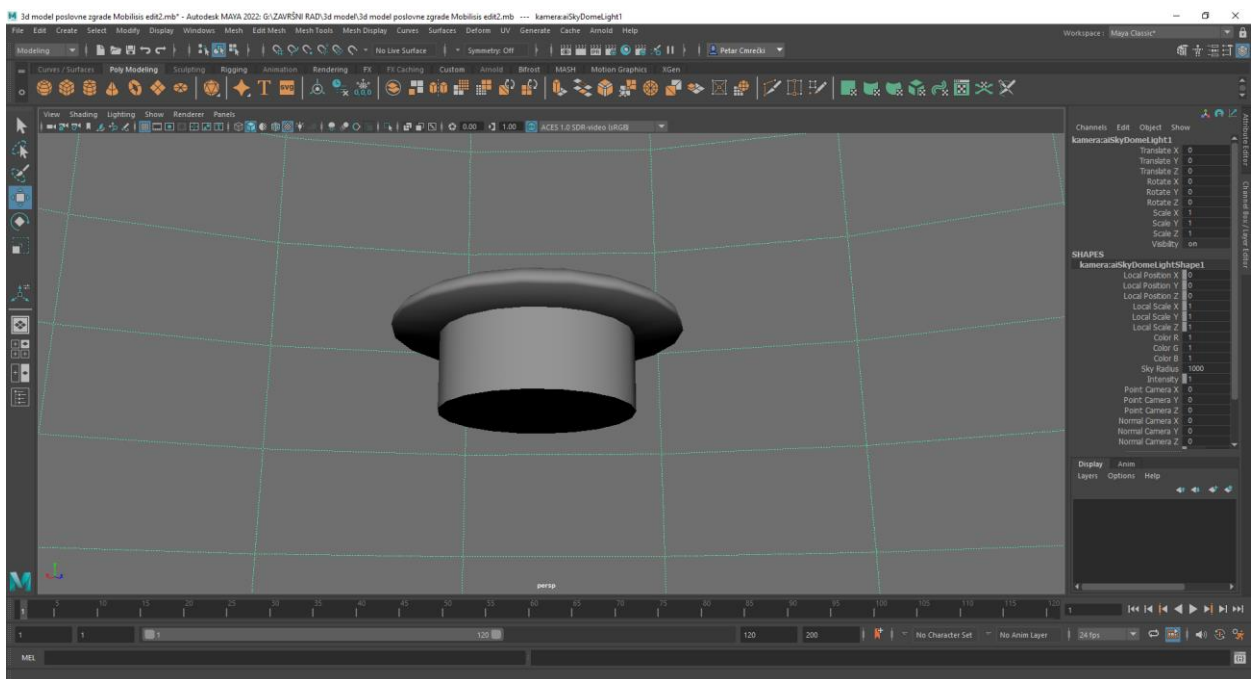 3d model poslovne zgrade Mobilisis edit2.mb* - Autodesk MAYA 2022: G:\ZAVRŠNI RAD\3d model\3d model poslovne zgrade Mobilisis edit2.mb --- kamera:aiSkyDomeLight1
File Edit Create Select Modify Display Windows Mesh Edit Mesh Mesh Tools Mesh Display Curves Surfaces Deform UV Generate Cache Arnold Help
Workspace : Maya Classic*
Modeling
No Live Surface
Symmetry: Off
Petar Cmrečki
Curves / Surfaces Poly Modeling Sculpting Rigging Animation Rendering FX FX Caching Custom Arnold Bifrost MASH Motion Graphics XGen
SVG
View Shading Lighting Show Renderer Panels
0.00 1.00 ACES 1.0 SDR-video (sRGB)
Channels Edit Object Show
kamera:aiSkyDomeLight1
Translate X 0
Translate Y 0
Translate Z 0
Rotate X 0
Rotate Y 0
Rotate Z 0
Scale X 1
Scale Y 1
Scale Z 1
Visibility on
SHAPES
kamera:aiSkyDomeLightShape1
Local Position X 0
Local Position Y 0
Local Position Z 0
Local Scale X 1
Local Scale Y 1
Local Scale Z 1
Color R 1
Color G 1
Color B 1
Sky Radius 1000
Intensity 1
Point Camera X 0
Point Camera Y 0
Point Camera Z 0
Normal Camera X 0
Normal Camera Y 0
Normal Camera Z 0
Attribute Editor
Channel Box / Layer Editor
Display Anim
Layers Options Help
persp
1 5 10 15 20 25 30 35 40 45 50 55 60 65 70 75 80 85 90 95 100 105 110 115 120 1
1 1 1 120 120 200 No Character Set No Anim Layer 24 fps
MEL